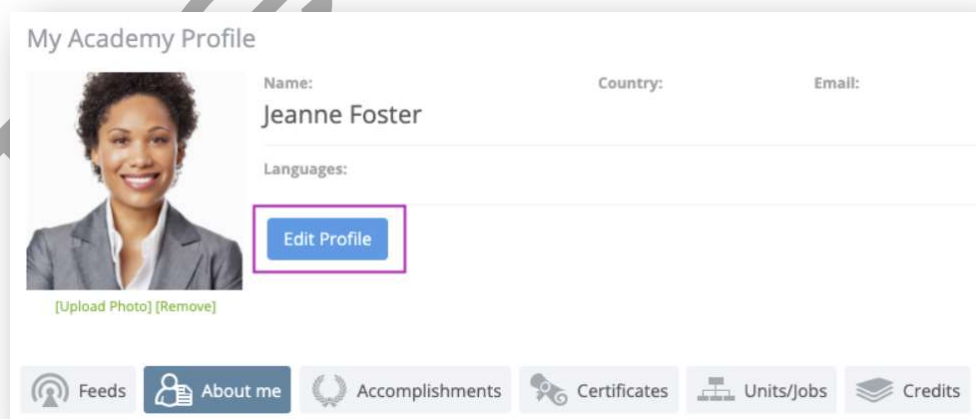 My Academy Profile
Name: Country: Email:
Jeanne Foster
Languages:
Edit Profile
[Upload Photo] [Remove]
Feeds About me Accomplishments Certificates Units/Jobs Credits